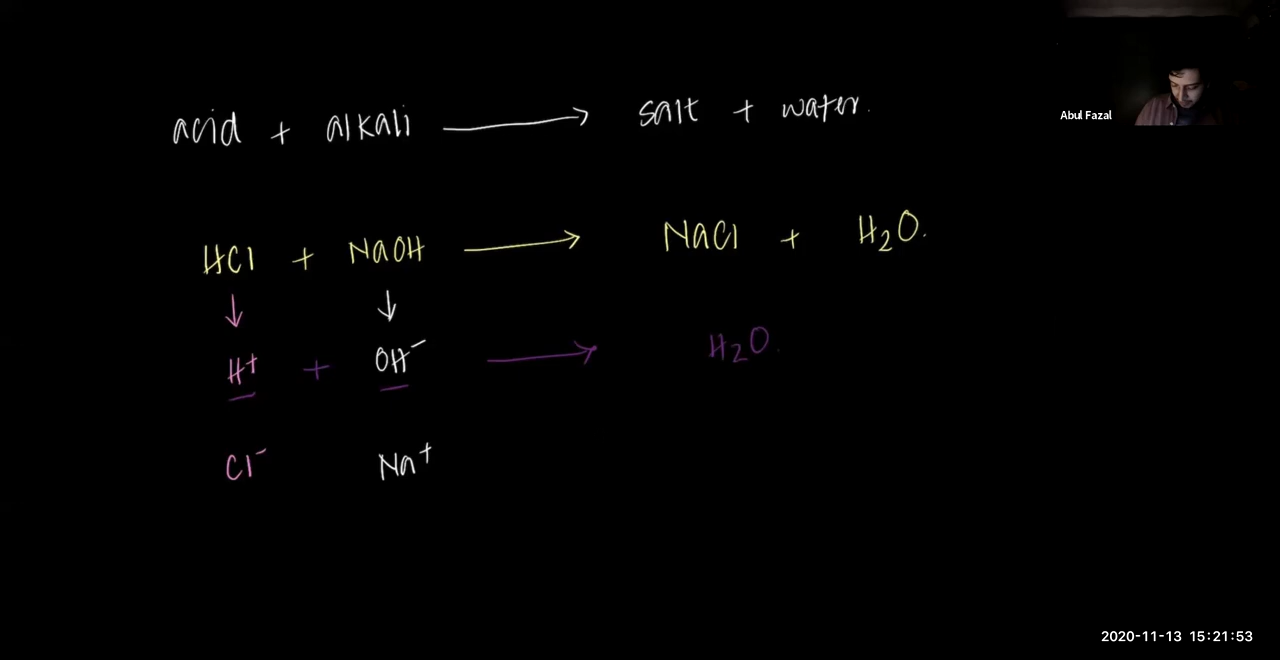 acid + alkali ⟶ salt + water.
Abul Fazal
HCl + NaOH ⟶ NaCl + H₂O.
↓ ↓
H⁺ + OH⁻ ⟶ H₂O.
Cl⁻ Na⁺
2020-11-13 15:21:53